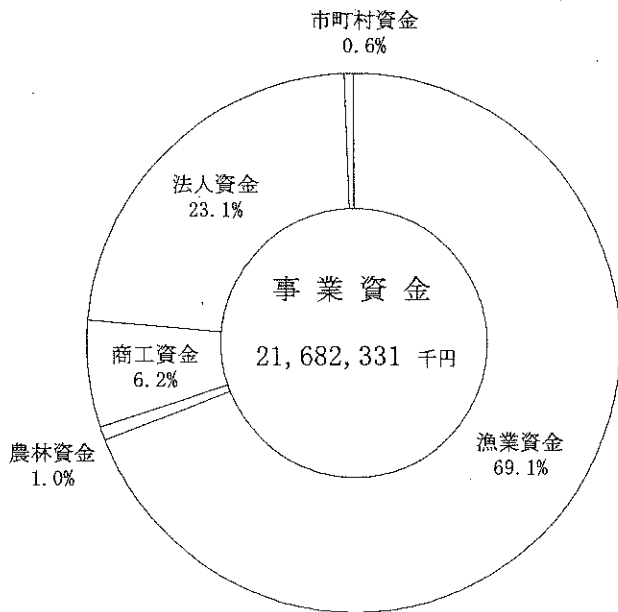 市町村資金
0.6%
法人資金
23.1%
事業資金
21,682,331 千円
商工資金
6.2%
漁業資金
69.1%
農林資金
1.0%